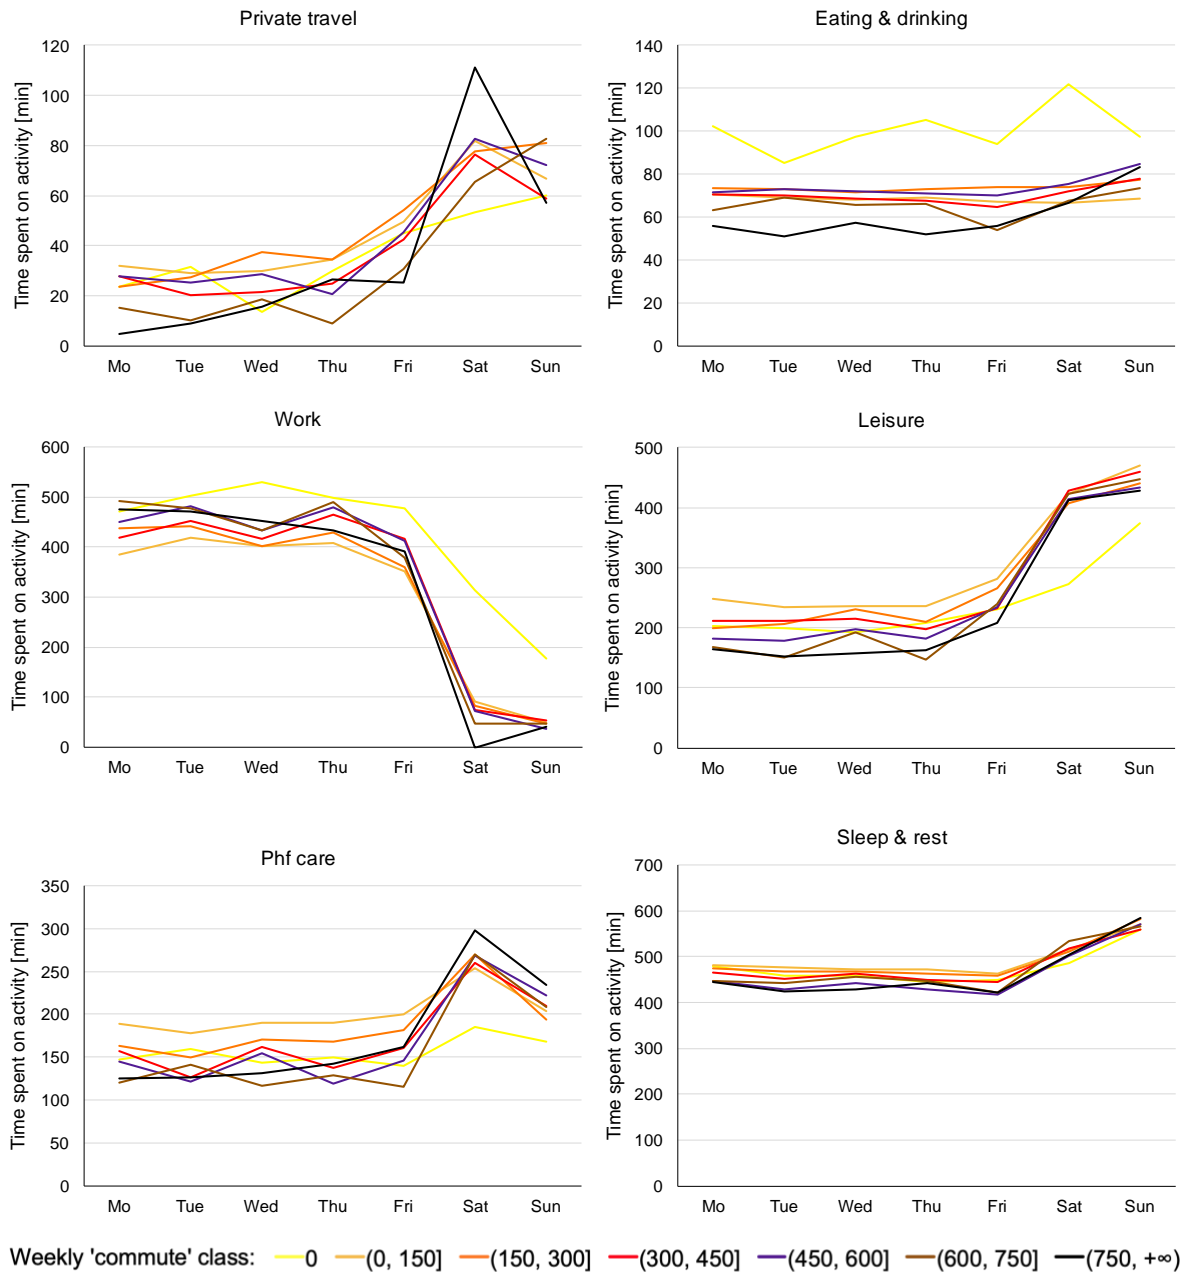 Private travel
Time spent on activity [min]
120
100
80
60
40
20
0
Mo Tue Wed Thu Fri Sat Sun
Eating & drinking
Time spent on activity [min]
140
120
100
80
60
40
20
0
Mo Tue Wed Thu Fri Sat Sun
Work
Time spent on activity [min]
600
500
400
300
200
100
0
Mo Tue Wed Thu Fri Sat Sun
Leisure
Time spent on activity [min]
500
400
300
200
100
0
Mo Tue Wed Thu Fri Sat Sun
Phf care
Time spent on activity [min]
350
300
250
200
150
100
50
0
Mo Tue Wed Thu Fri Sat Sun
Sleep & rest
Time spent on activity [min]
700
600
500
400
300
200
100
0
Mo Tue Wed Thu Fri Sat Sun
Weekly 'commute' class: 0 (0, 150] (150, 300] (300, 450] (450, 600] (600, 750] (750, +∞)